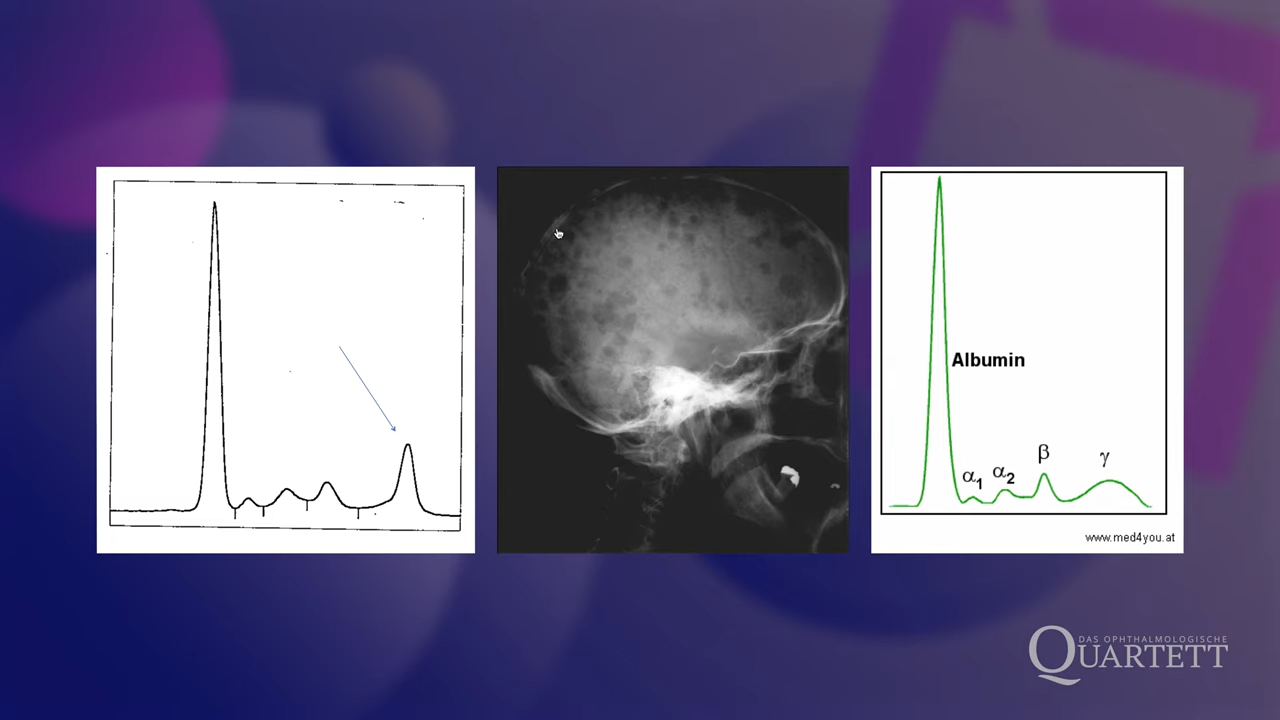 Albumin
α1
α2
β
γ
www.med4you.at
DAS OPHTHALMOLOGISCHE
QUARTETT